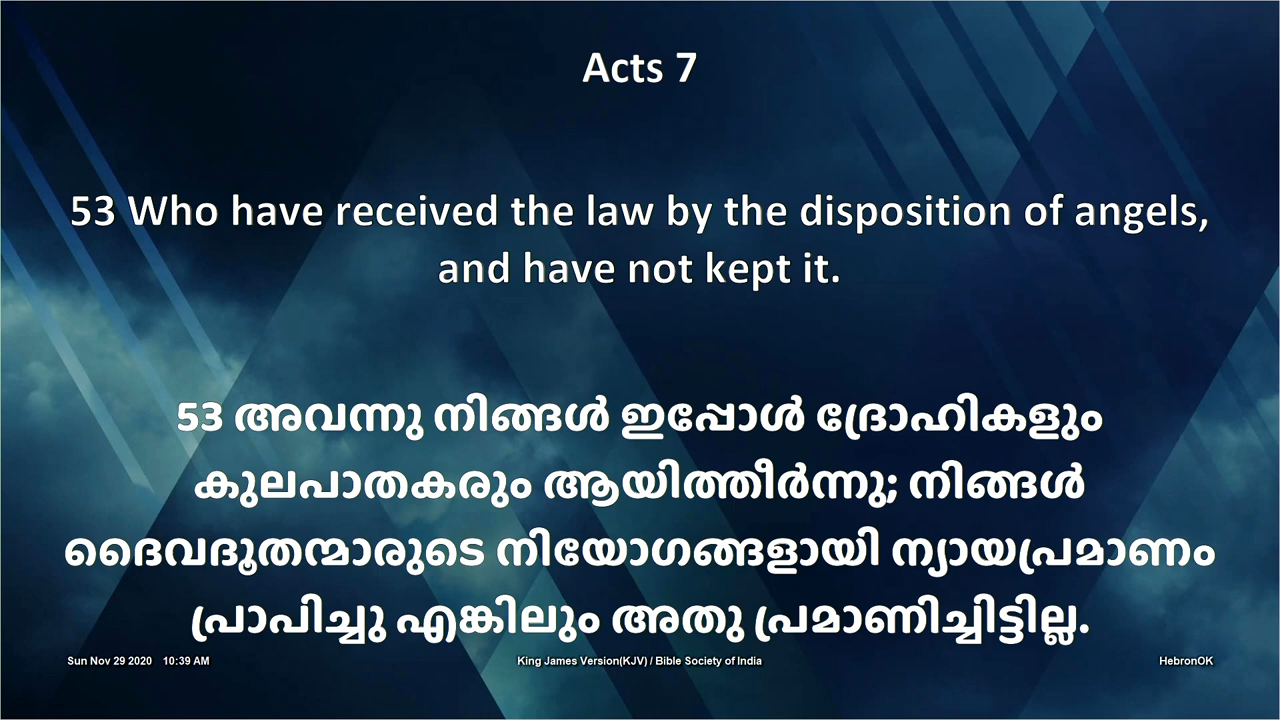 Acts 7
53 Who have received the law by the disposition of angels,
and have not kept it.
53 അവന്നു നിങ്ങൾ ഇപ്പോൾ ദ്രോഹികളും
കുലപാതകരും ആയിത്തീർന്നു; നിങ്ങൾ
ദൈവദൂതന്മാരുടെ നിയോഗങ്ങളായി ന്യായപ്രമാണം
പ്രാപിച്ചു എങ്കിലും അതു പ്രമാണിച്ചിട്ടില്ല.
Sun Nov 29 2020 10:39 AM King James Version(KJV) / Bible Society of India HebronOK